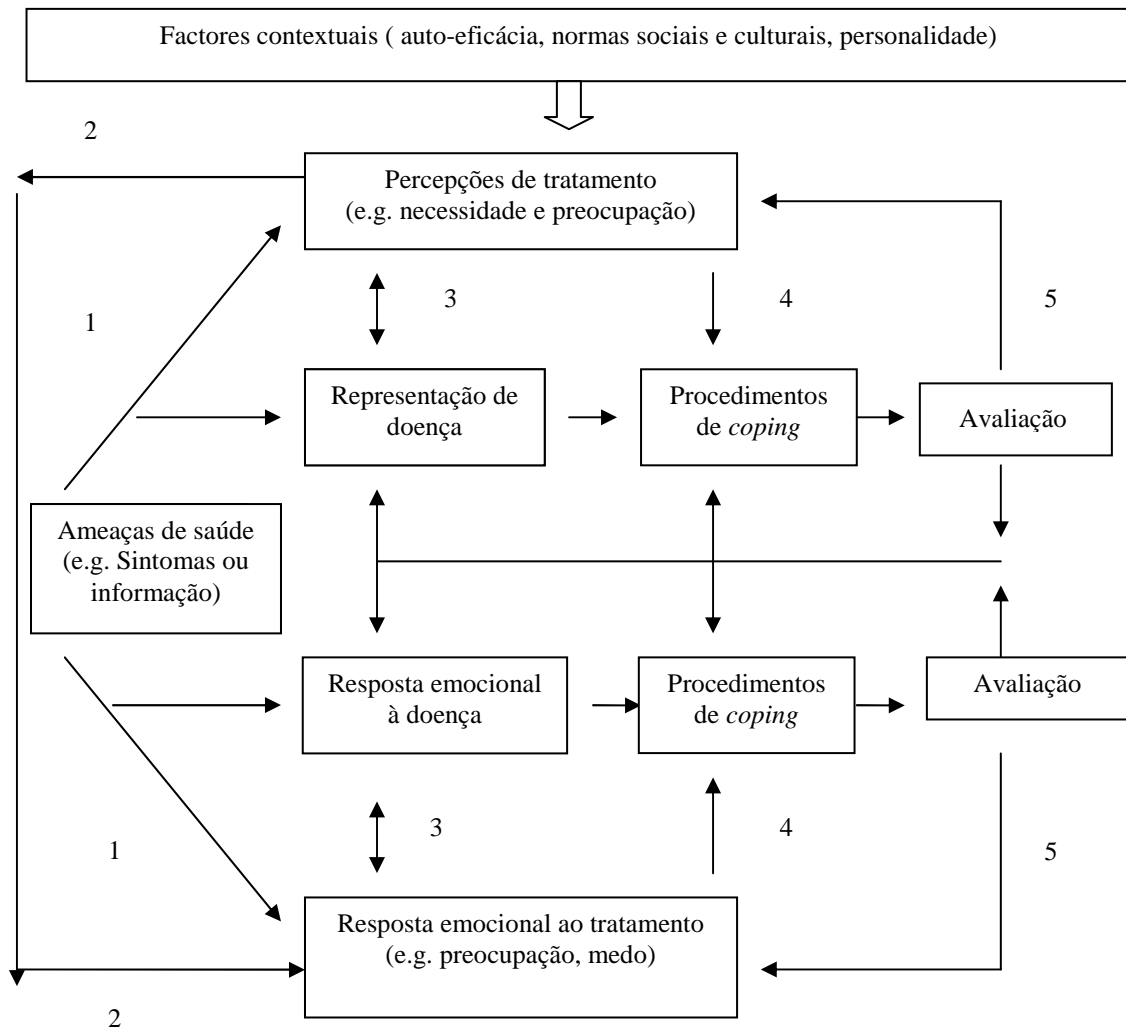 Factores contextuais ( auto-eficácia, normas sociais e culturais, personalidade)
2
Percepções de tratamento
(e.g. necessidade e preocupação)
1
3
4
5
Representação de
doença
Procedimentos
de coping
Avaliação
Ameaças de saúde
(e.g. Sintomas ou
informação)
Resposta emocional
à doença
Procedimentos
de coping
Avaliação
1
3
4
5
Resposta emocional ao tratamento
(e.g. preocupação, medo)
2